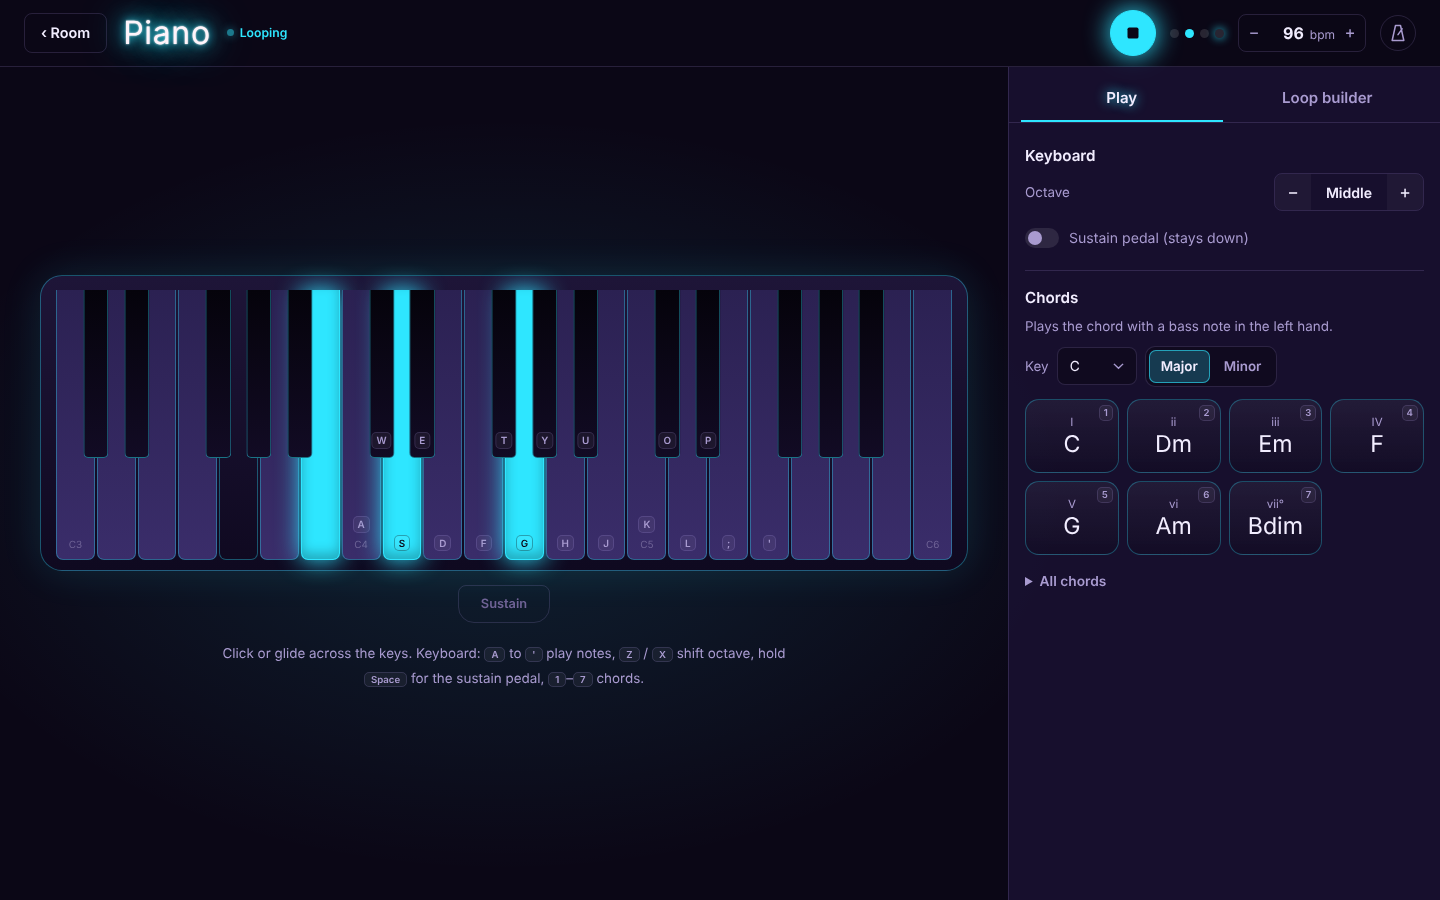 ‹ Room
Piano
Looping
− 96 bpm +
Play
Loop builder
Keyboard
Octave
− Middle +
Sustain pedal (stays down)
Chords
Plays the chord with a bass note in the left hand.
Key C Major Minor
1 I C
2 ii Dm
3 iii Em
4 IV F
5 V G
6 vi Am
7 vii° Bdim
All chords
W E T Y U O P
A K
C3 C4 S D F G H J C5 L ; ' C6
Sustain
Click or glide across the keys. Keyboard: A to ' play notes, Z / X shift octave, hold
Space for the sustain pedal, 1–7 chords.